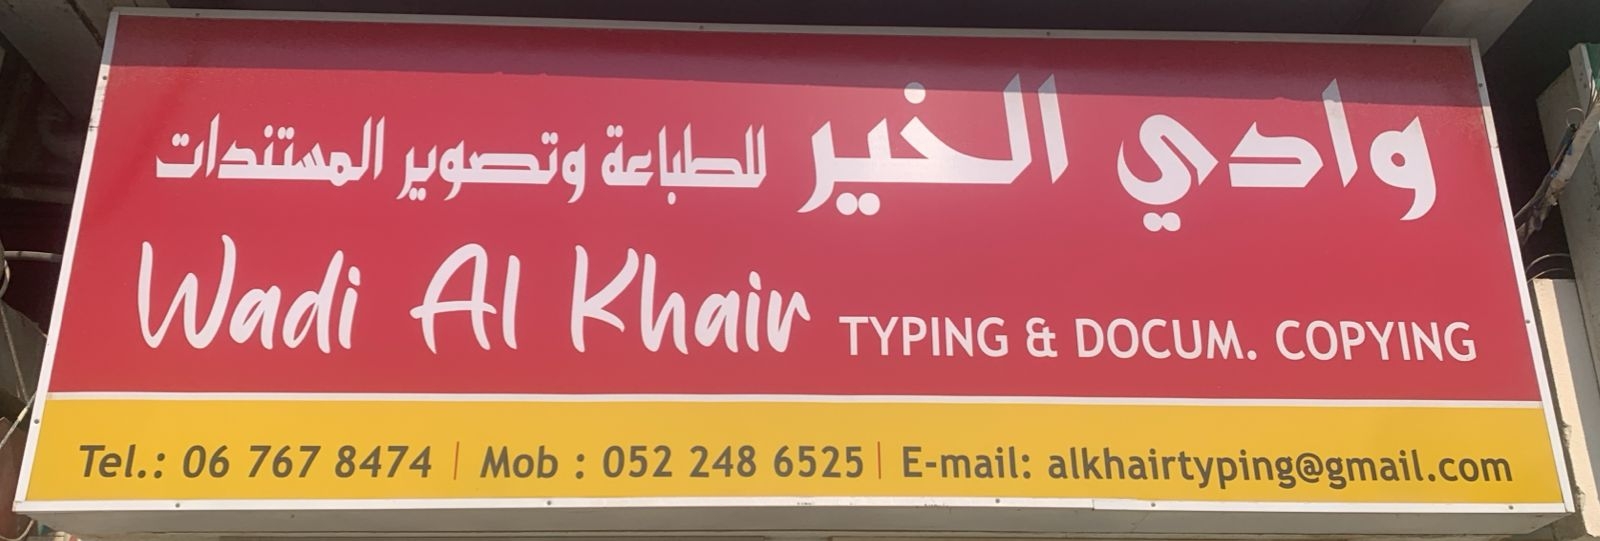 وادي الخير للطباعة وتصوير المستندات
Wadi Al Khair TYPING & DOCUM. COPYING
Tel.: 06 767 8474 | Mob : 052 248 6525 | E-mail: alkhairtyping@gmail.com